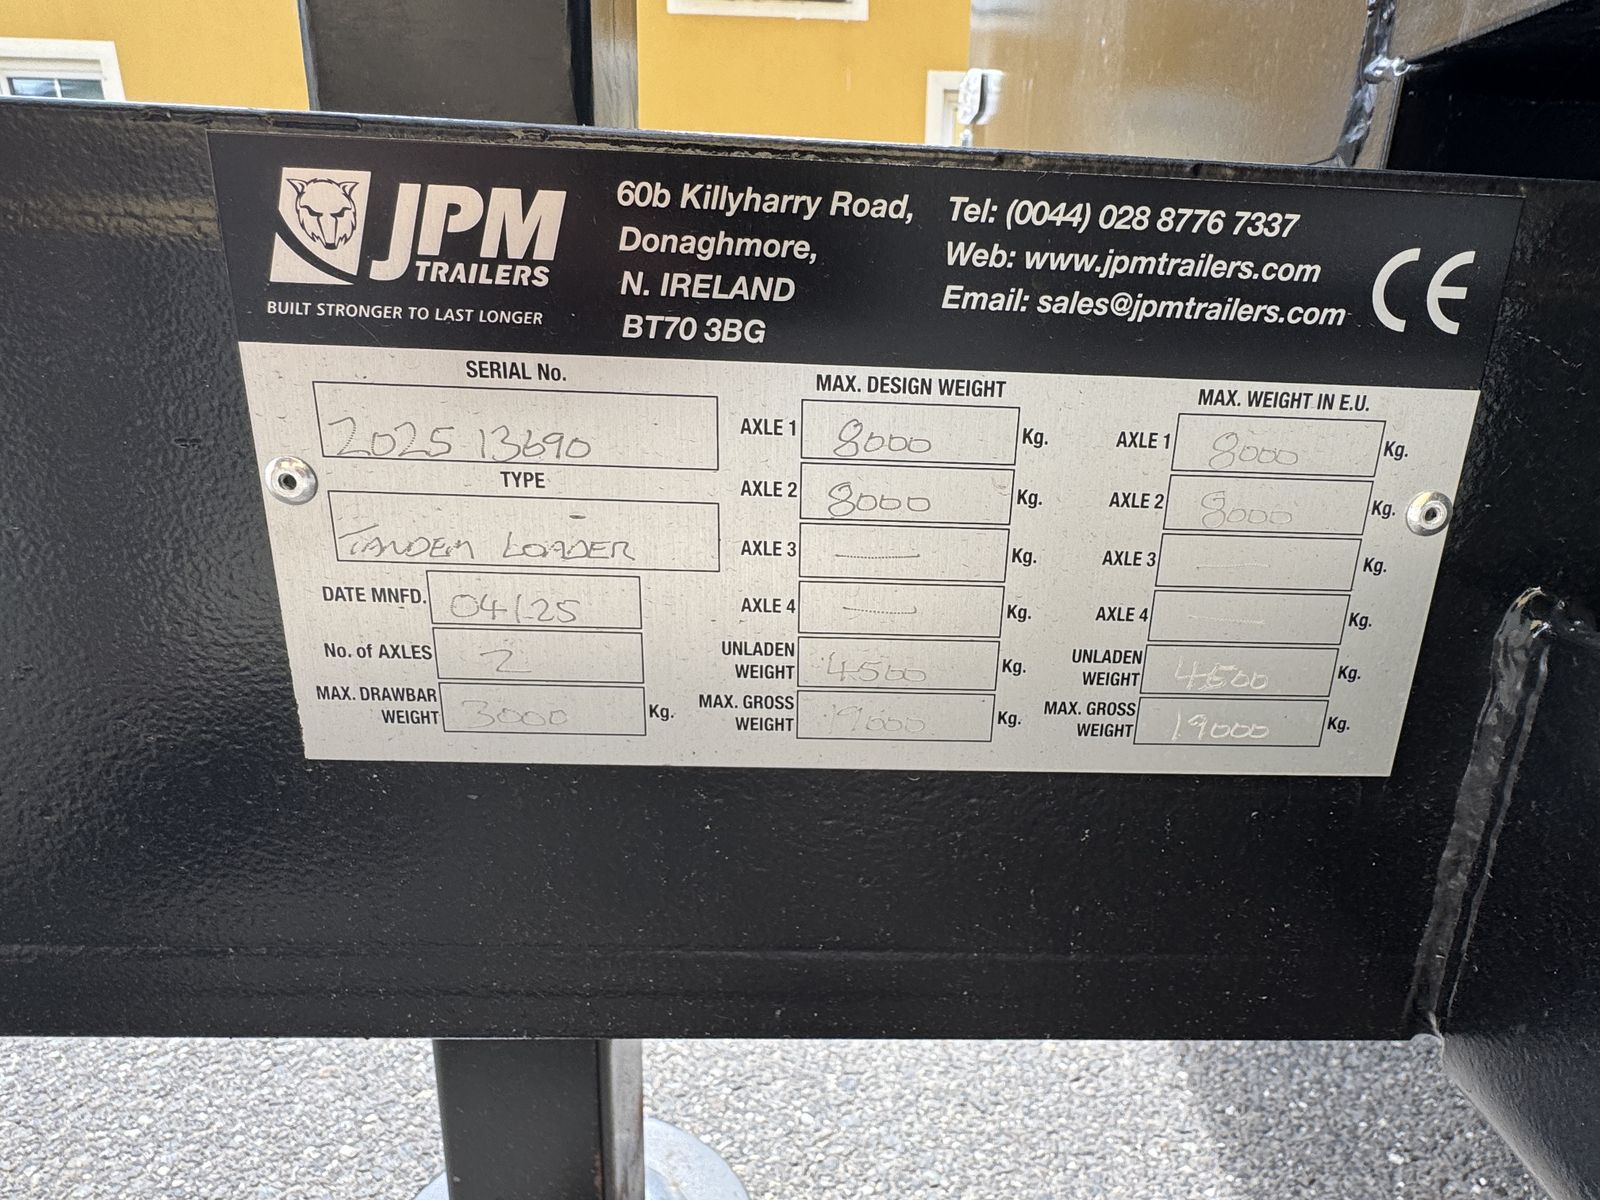 JPM
TRAILERS
BUILT STRONGER TO LAST LONGER
60b Killyharry Road,
Donaghmore,
N. IRELAND
BT70 3BG
Tel: (0044) 028 8776 7337
Web: www.jpmtrailers.com
Email: sales@jpmtrailers.com
CE
SERIAL No.
2025 13690
TYPE
TANDEM LOADER
DATE MNFD. 04/25
No. of AXLES 2
MAX. DRAWBAR
WEIGHT 3000 Kg.
MAX. DESIGN WEIGHT
AXLE 1 8000 Kg.
AXLE 2 8000 Kg.
AXLE 3 — Kg.
AXLE 4 — Kg.
UNLADEN
WEIGHT 4500 Kg.
MAX. GROSS
WEIGHT 19000 Kg.
MAX. WEIGHT IN E.U.
AXLE 1 8000 Kg.
AXLE 2 8000 Kg.
AXLE 3 — Kg.
AXLE 4 — Kg.
UNLADEN
WEIGHT 4500 Kg.
MAX. GROSS
WEIGHT 19000 Kg.